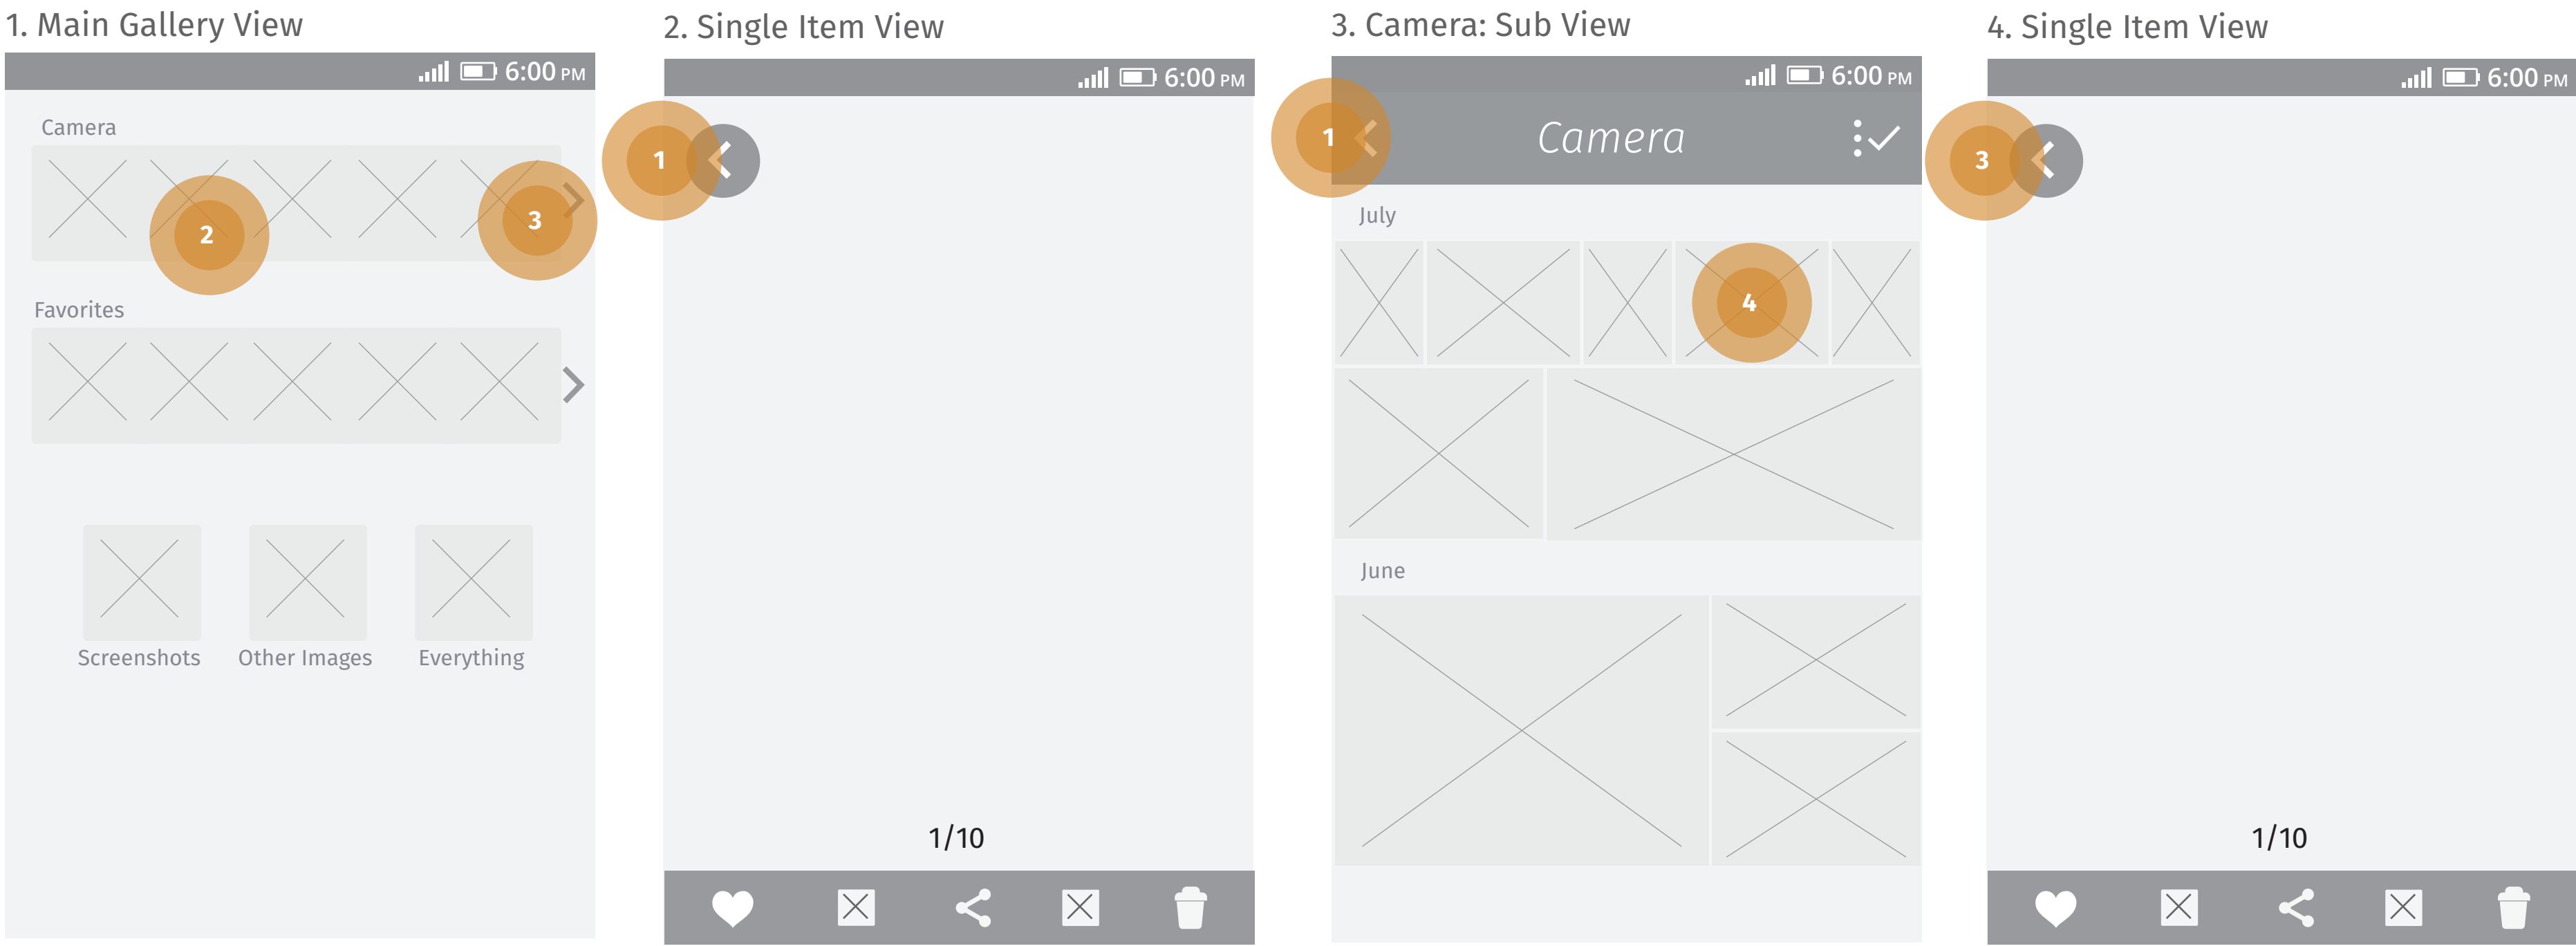 1. Main Gallery View
6:00 PM
Camera
2
3
Favorites
Screenshots
Other Images
Everything
2. Single Item View
6:00 PM
1
1/10
3. Camera: Sub View
6:00 PM
1
Camera
July
4
June
4. Single Item View
6:00 PM
3
1/10